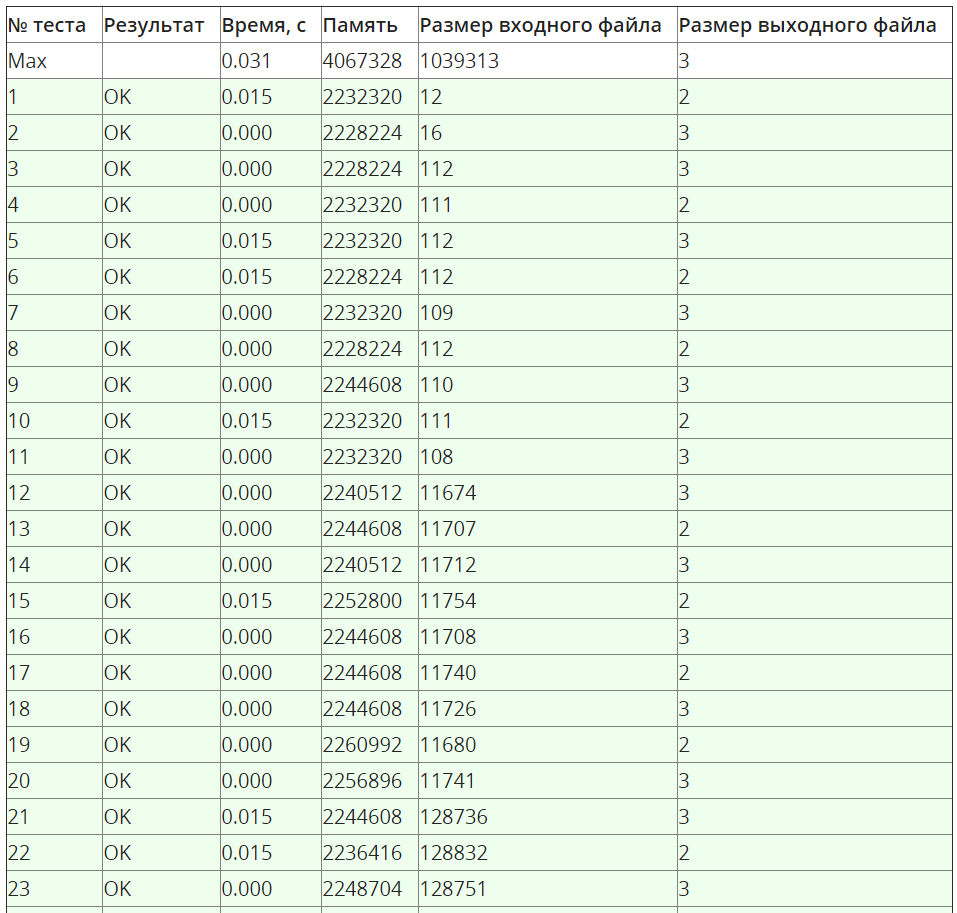 № теста Результат Время, с Память Размер входного файла Размер выходного файла
Max 0.031 4067328 1039313 3
1 OK 0.015 2232320 12 2
2 OK 0.000 2228224 16 3
3 OK 0.000 2228224 112 3
4 OK 0.000 2232320 111 2
5 OK 0.015 2232320 112 3
6 OK 0.015 2228224 112 2
7 OK 0.000 2232320 109 3
8 OK 0.000 2228224 112 2
9 OK 0.000 2244608 110 3
10 OK 0.015 2232320 111 2
11 OK 0.000 2232320 108 3
12 OK 0.000 2240512 11674 3
13 OK 0.000 2244608 11707 2
14 OK 0.000 2240512 11712 3
15 OK 0.015 2252800 11754 2
16 OK 0.000 2244608 11708 3
17 OK 0.000 2244608 11740 2
18 OK 0.000 2244608 11726 3
19 OK 0.000 2260992 11680 2
20 OK 0.000 2256896 11741 3
21 OK 0.015 2244608 128736 3
22 OK 0.015 2236416 128832 2
23 OK 0.000 2248704 128751 3